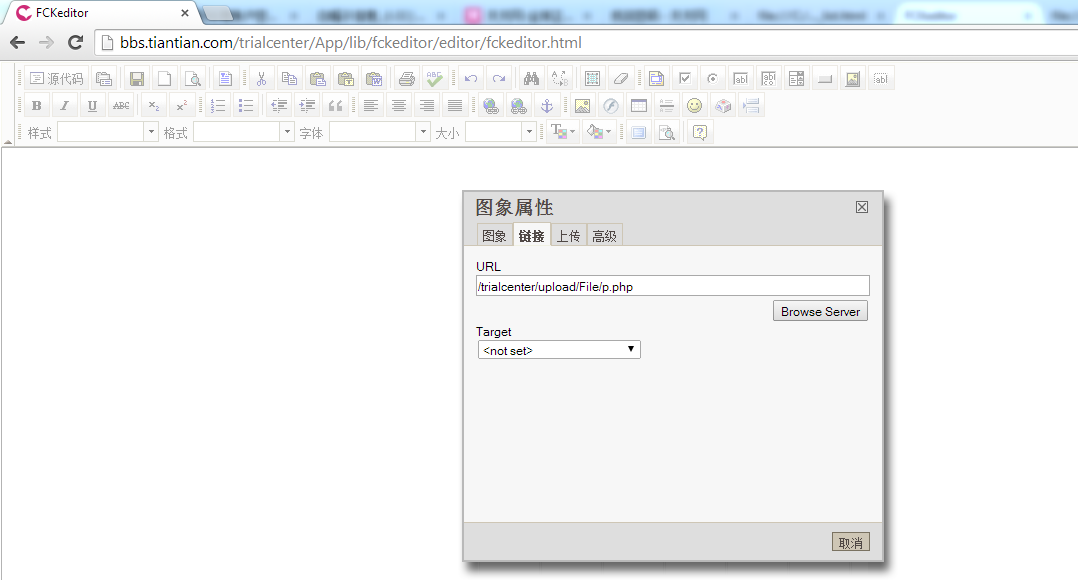 FCKeditor
bbs.tiantian.com/trialcenter/App/lib/fckeditor/editor/fckeditor.html
源代码
ABC
B I U ABC
样式 格式 字体 大小
图象属性
图象 链接 上传 高级
URL
/trialcenter/upload/File/p.php
Browse Server
Target
<not set>
取消